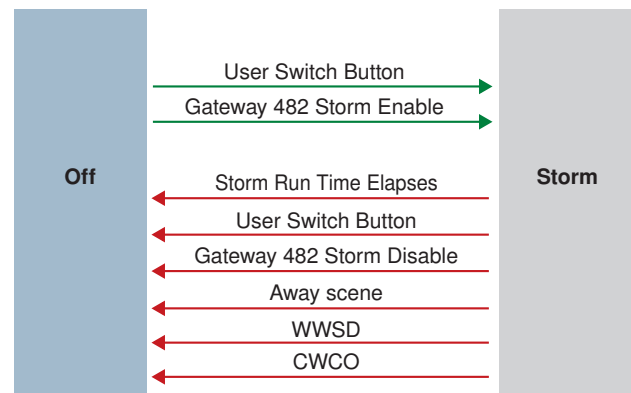 User Switch Button
Gateway 482 Storm Enable
Off
Storm
Storm Run Time Elapses
User Switch Button
Gateway 482 Storm Disable
Away scene
WWSD
CWCO